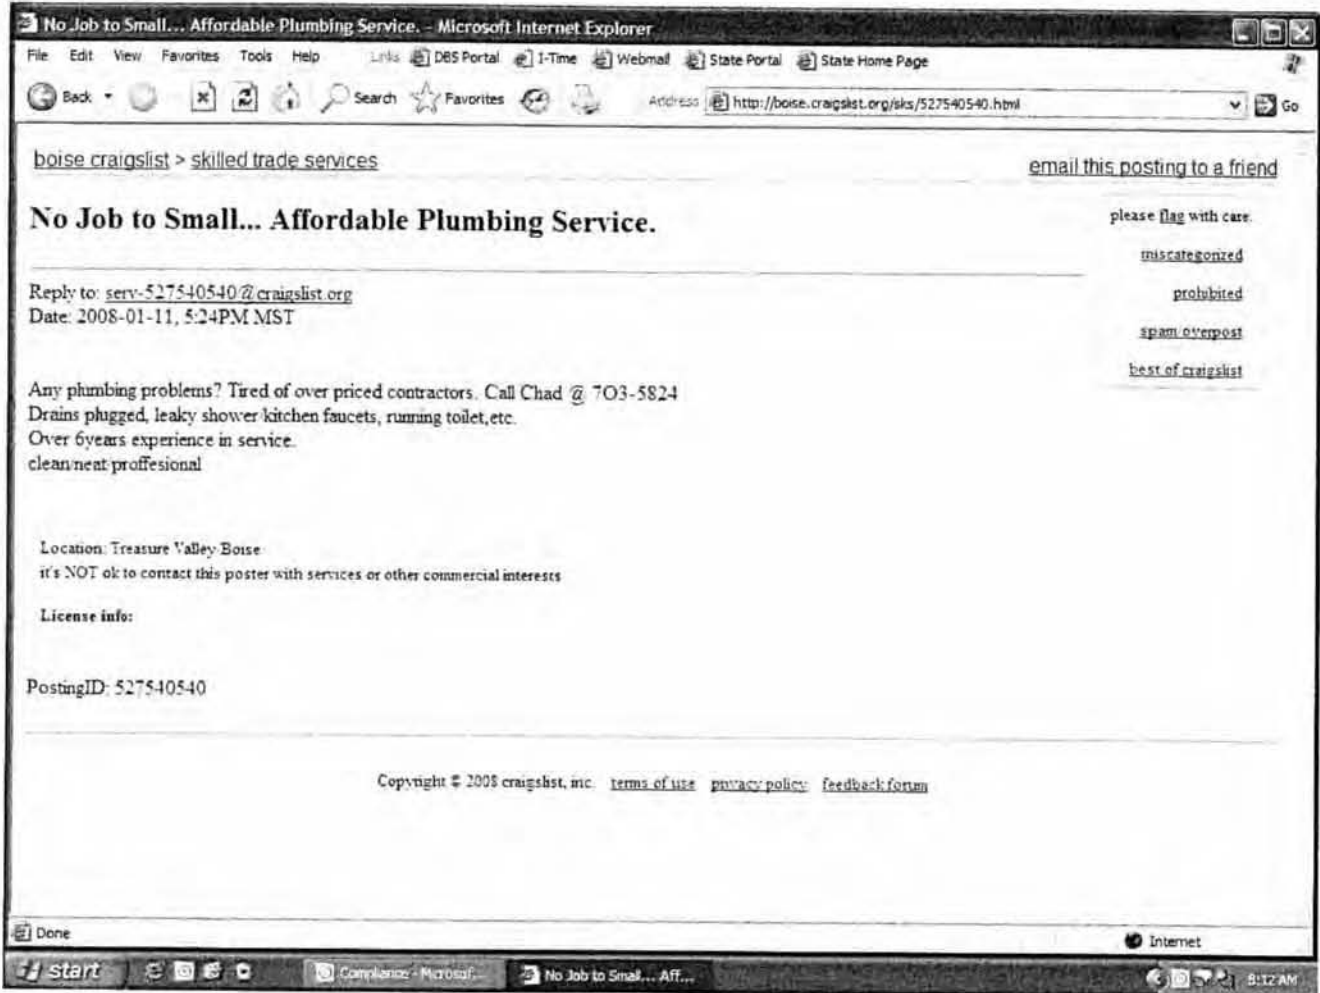 No Job to Small... Affordable Plumbing Service. - Microsoft Internet Explorer
File Edit View Favorites Tools Help Links DBS Portal I-Time Webmail State Portal State Home Page
Back Search Favorites Address http://boise.craigslist.org/sks/527540540.html Go
boise craigslist > skilled trade services
email this posting to a friend
No Job to Small... Affordable Plumbing Service.
please flag with care.
miscategorized
prohibited
spam/overpost
best of craigslist
Reply to: serv-527540540@craigslist.org
Date: 2008-01-11, 5:24PM MST
Any plumbing problems? Tired of over priced contractors. Call Chad @ 7O3-5824
Drains plugged, leaky shower/kitchen faucets, running toilet,etc.
Over 6years experience in service.
clean/neat/proffesional
Location: Treasure Valley Boise
it's NOT ok to contact this poster with services or other commercial interests
License info:
PostingID: 527540540
Copyright © 2008 craigslist, inc. terms of use privacy policy feedback forum
Done
Internet
start Compliance - Microsof... No Job to Small... Aff... 8:12 AM